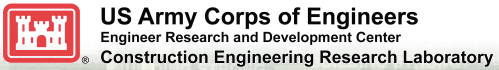 US Army Corps of Engineers
Engineer Research and Development Center
® Construction Engineering Research Laboratory